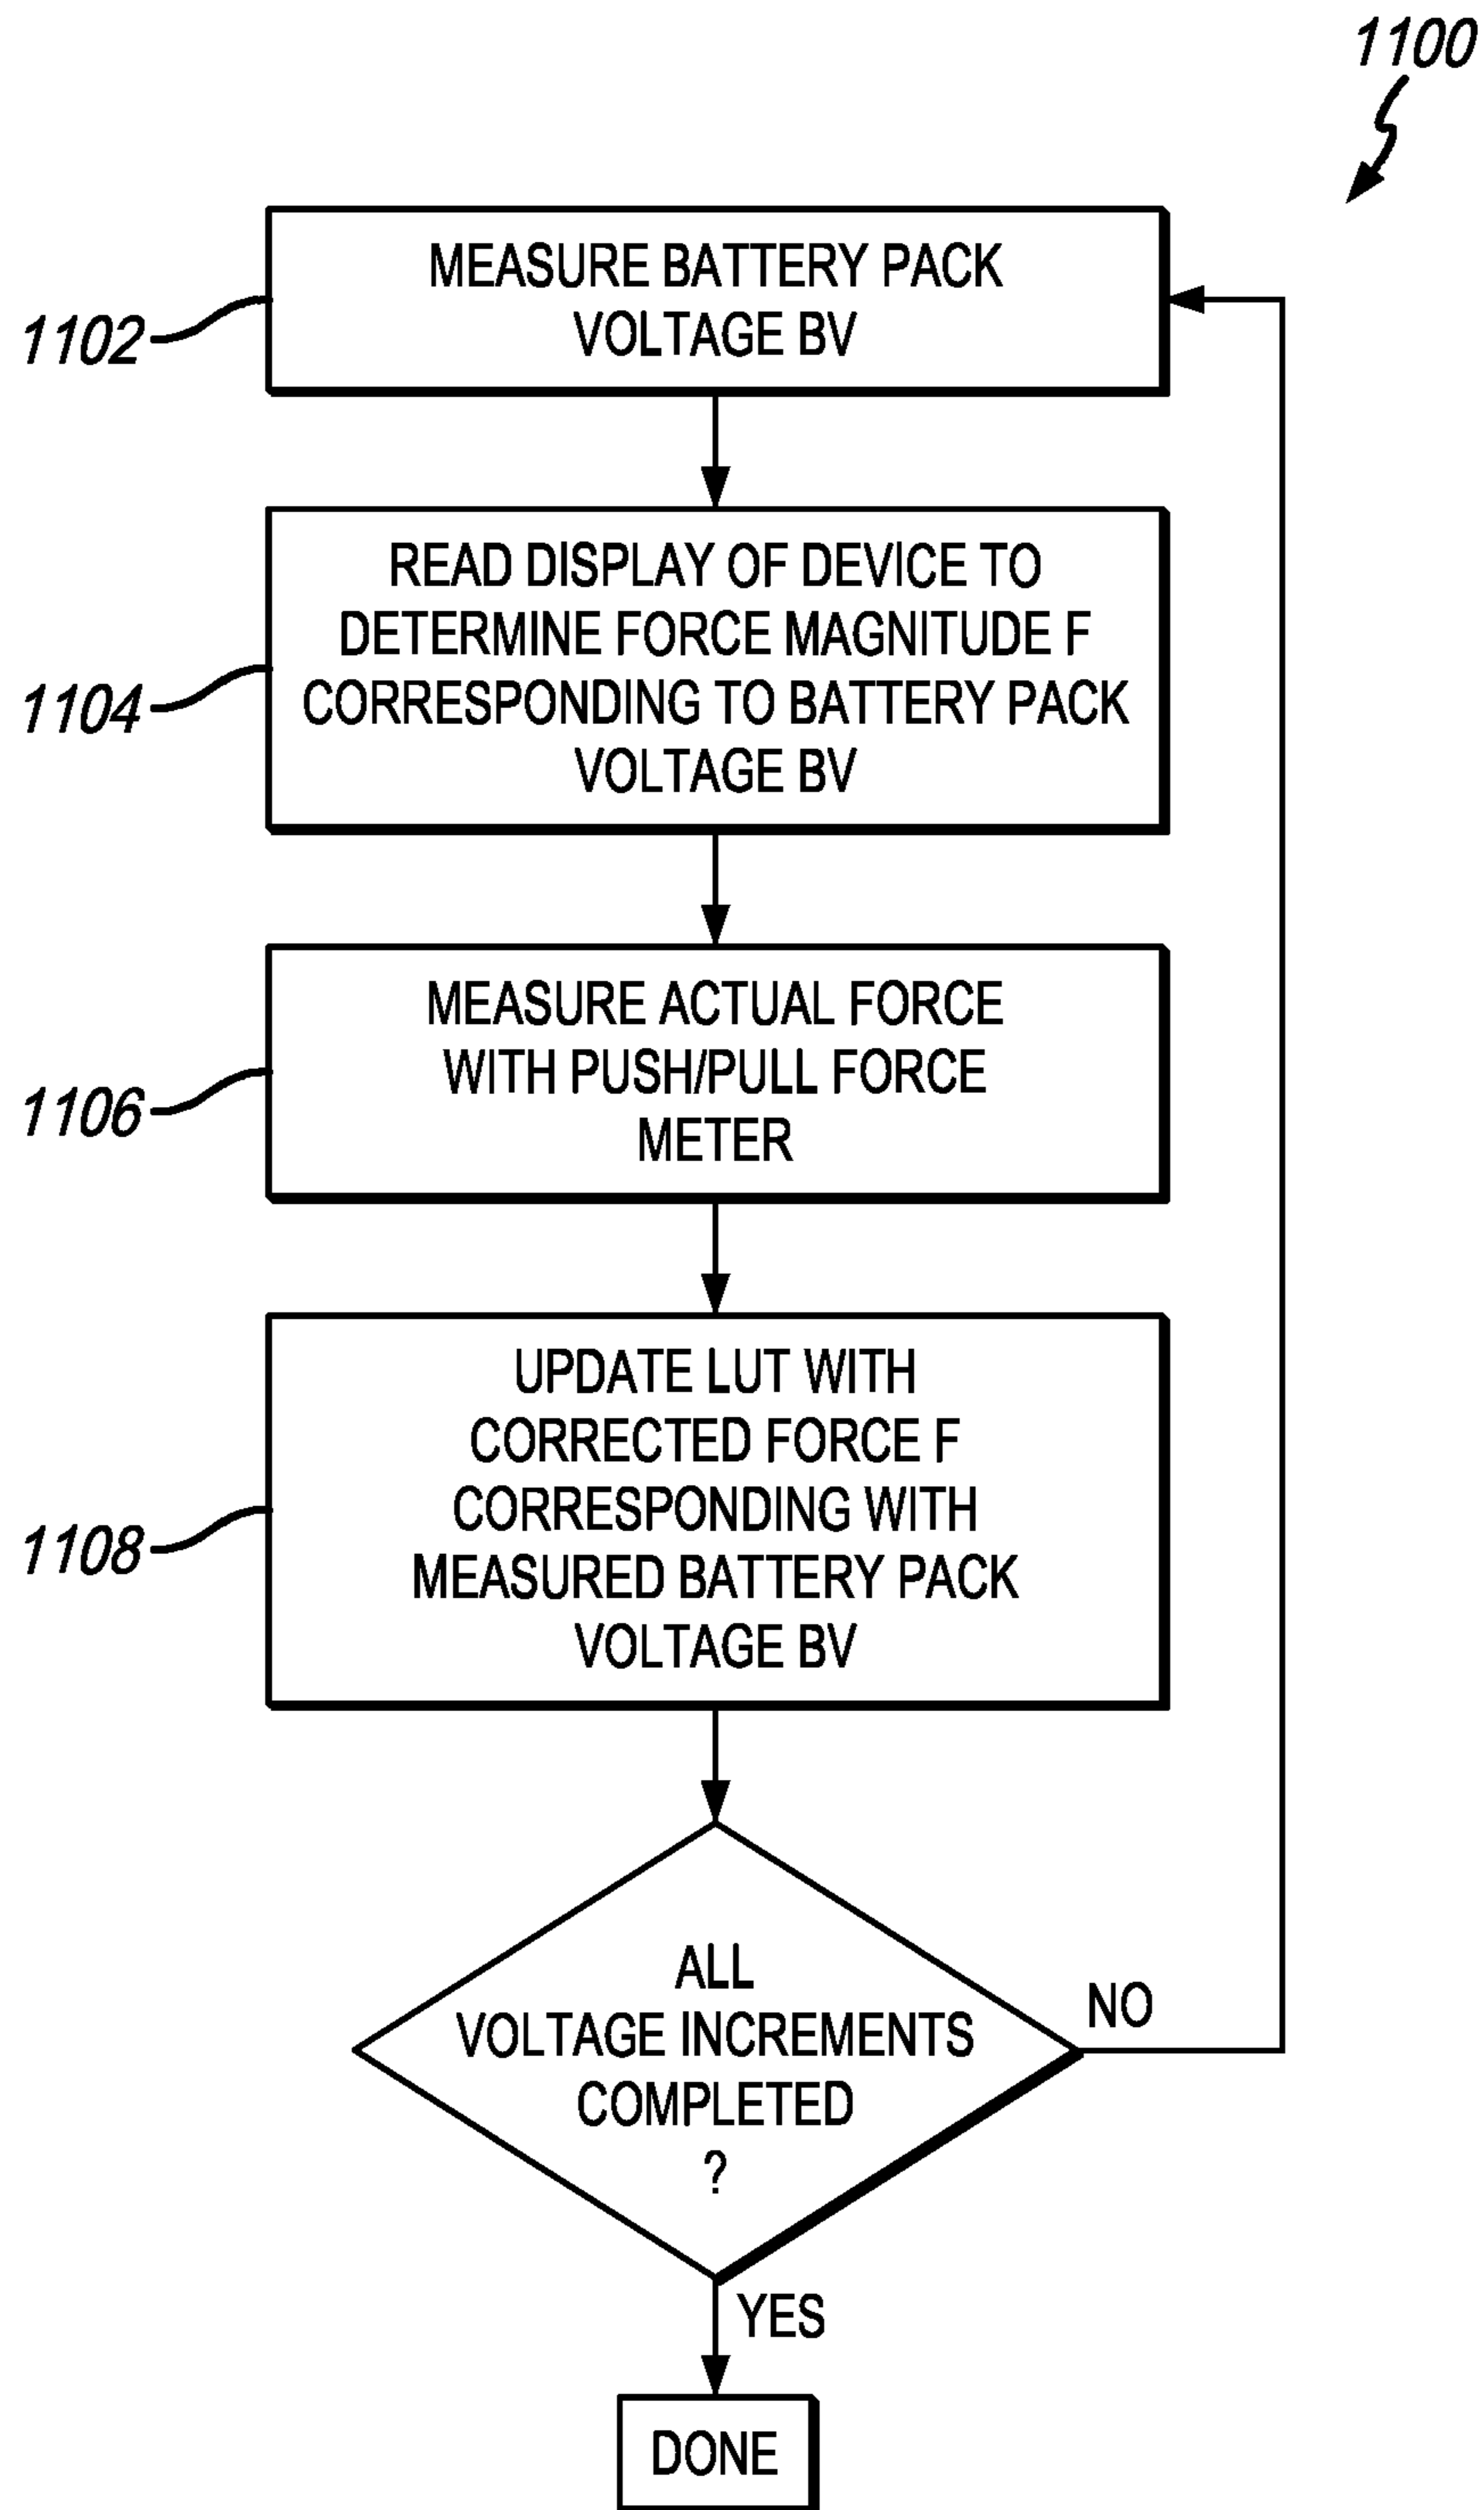 1100
MEASURE BATTERY PACK
VOLTAGE BV
1102
READ DISPLAY OF DEVICE TO
DETERMINE FORCE MAGNITUDE F
CORRESPONDING TO BATTERY PACK
VOLTAGE BV
1104
MEASURE ACTUAL FORCE
WITH PUSH/PULL FORCE
METER
1106
UPDATE LUT WITH
CORRECTED FORCE F
CORRESPONDING WITH
MEASURED BATTERY PACK
VOLTAGE BV
1108
ALL
VOLTAGE INCREMENTS
COMPLETED
?
NO
YES
DONE